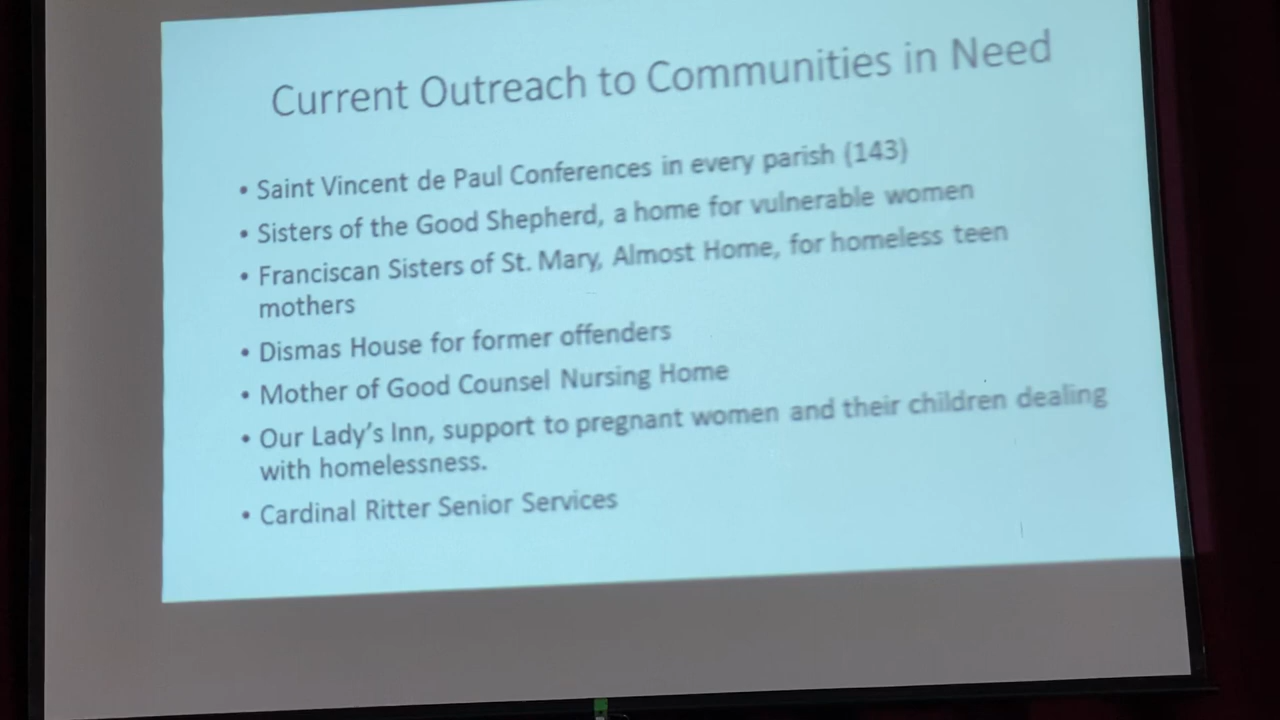 Current Outreach to Communities in Need
• Saint Vincent de Paul Conferences in every parish (143)
• Sisters of the Good Shepherd, a home for vulnerable women
• Franciscan Sisters of St. Mary, Almost Home, for homeless teen
mothers
• Dismas House for former offenders
• Mother of Good Counsel Nursing Home
• Our Lady's Inn, support to pregnant women and their children dealing
with homelessness.
• Cardinal Ritter Senior Services